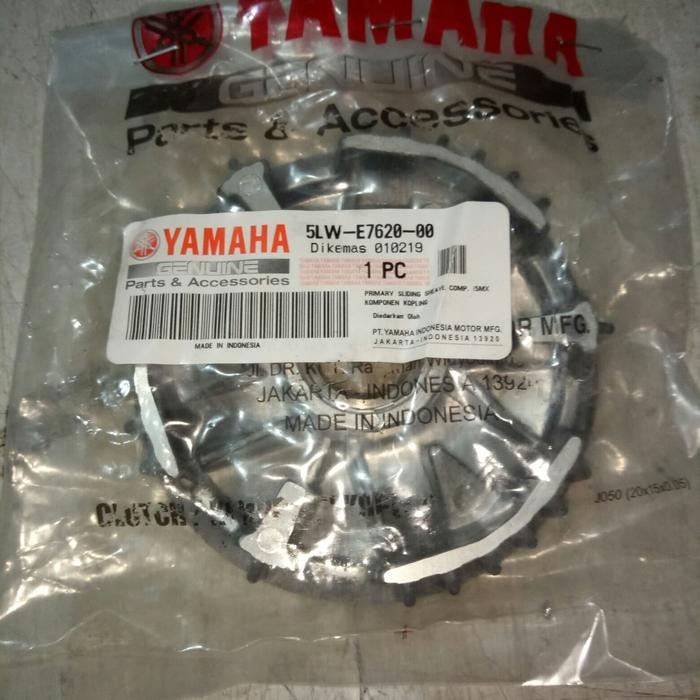 YAMAHA
GENUINE
Parts & Accessories
YAMAHA
GENUINE
Parts & Accessories
MADE IN INDONESIA
5LW-E7620-00
Dikemas 010219
1 PC
PRIMARY SLIDING SHEAVE COMP. /5MX
KOMPONEN KOPLING
Diedarkan Oleh
PT. YAMAHA INDONESIA MOTOR MFG.
JAKARTA-INDONESIA 13920
R MFG.
JAKARTA - INDONESIA 1392
MADE IN INDONESIA
J050 (20x15x0.05)